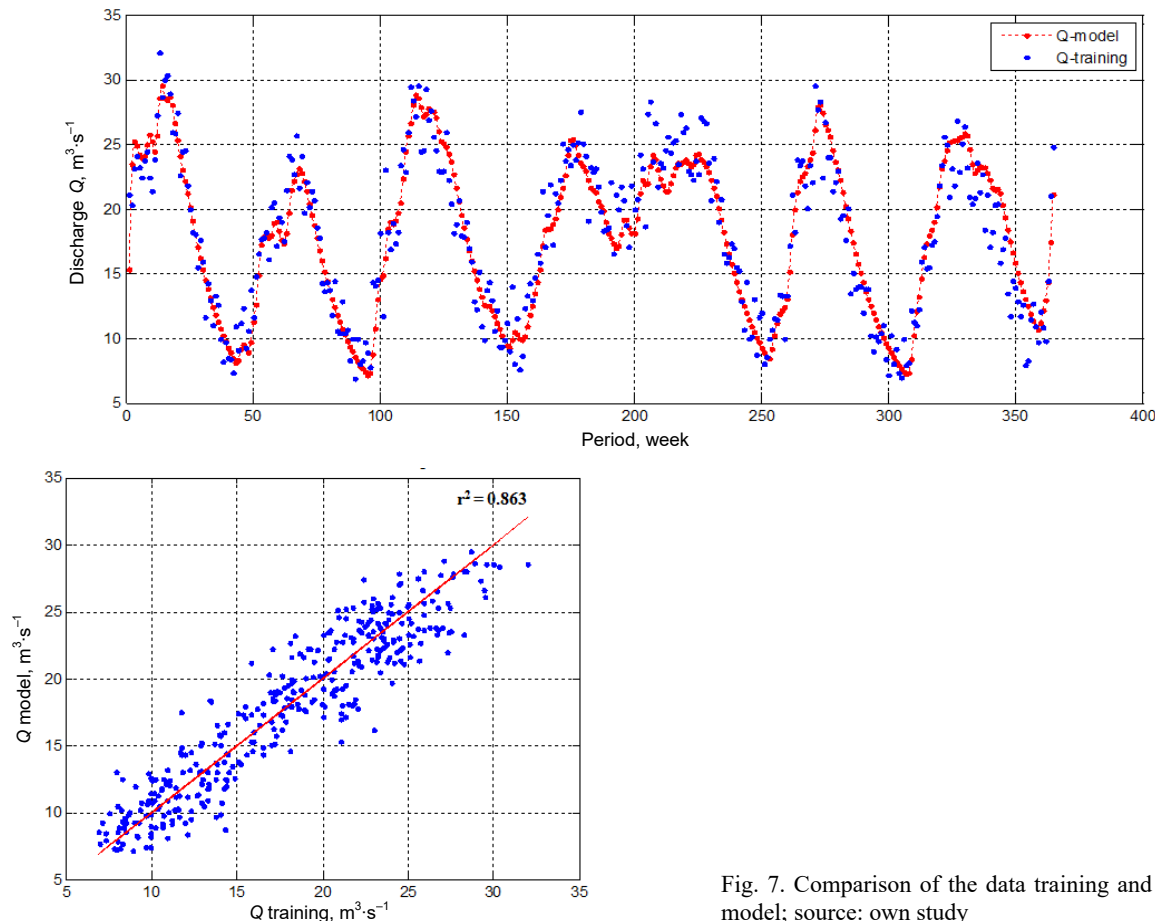 35
30
25
20
15
10
5
Discharge Q, m³·s⁻¹
Q-model
Q-training
0 50 100 150 200 250 300 350 400
Period, week
35
30
25
20
15
10
5
Q model, m³·s⁻¹
r² = 0.863
5 10 15 20 25 30 35
Q training, m³·s⁻¹
Fig. 7. Comparison of the data training and
model; source: own study